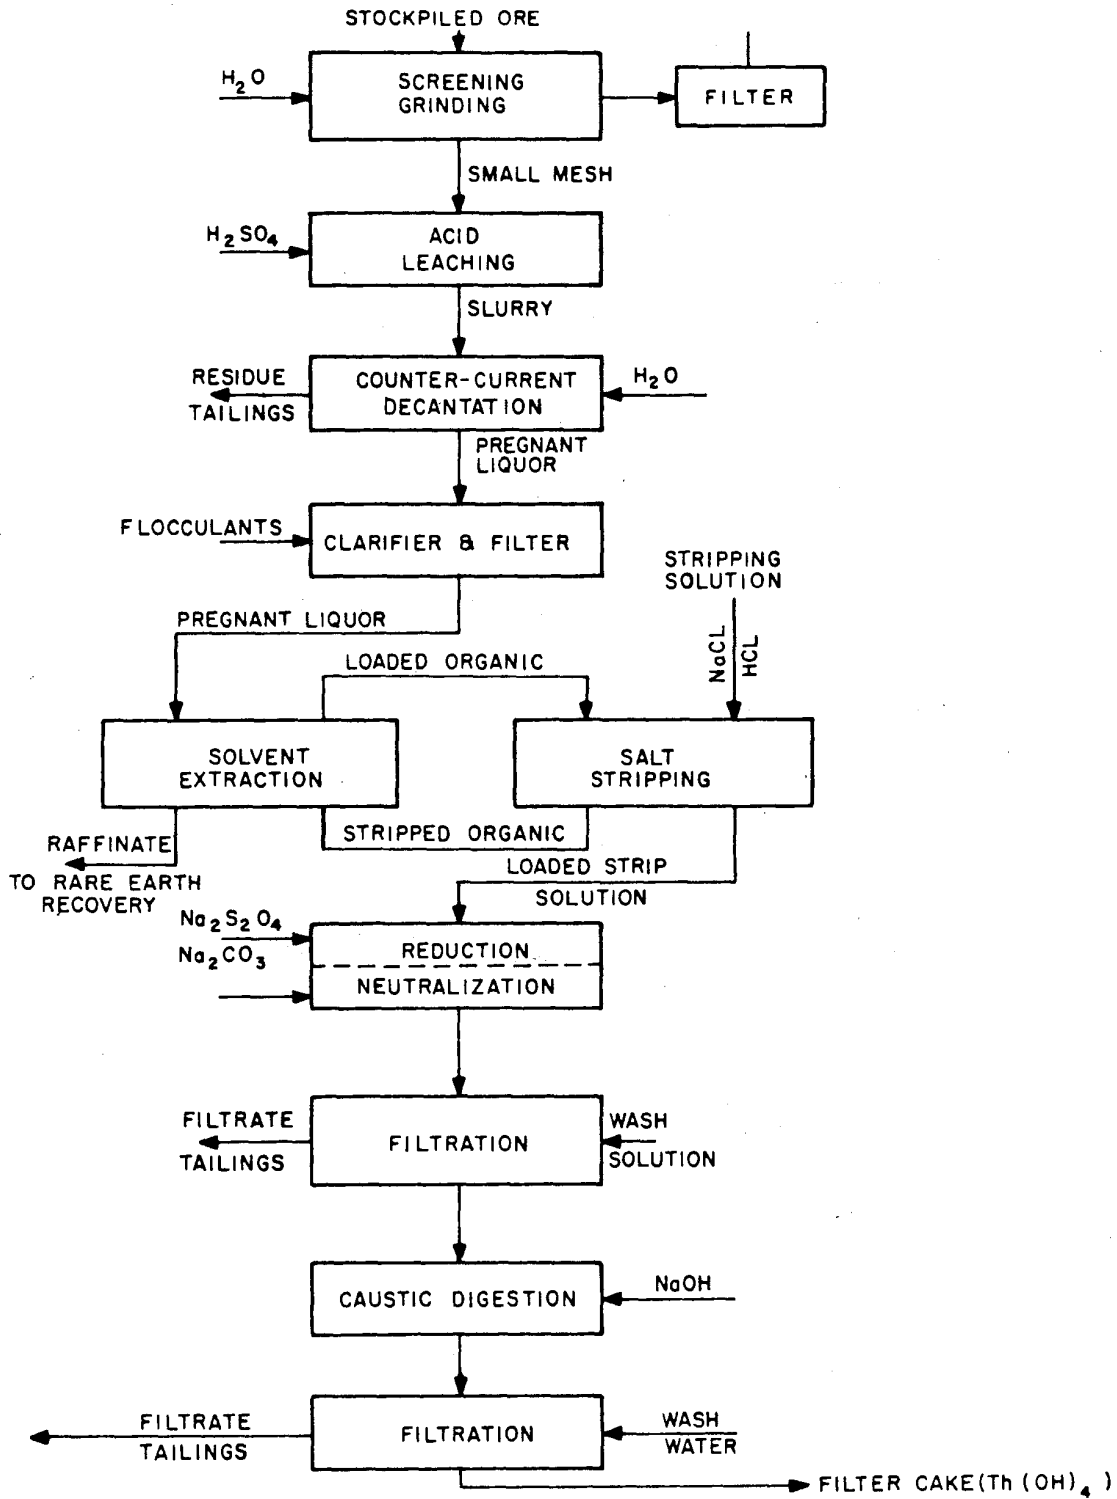 STOCKPILED ORE
H2O
SCREENING
GRINDING
FILTER
SMALL MESH
H2SO4
ACID
LEACHING
SLURRY
RESIDUE
TAILINGS
COUNTER-CURRENT
DECANTATION
H2O
PREGNANT
LIQUOR
FLOCCULANTS
CLARIFIER & FILTER
STRIPPING
SOLUTION
NaCL
HCL
PREGNANT LIQUOR
LOADED ORGANIC
SOLVENT
EXTRACTION
SALT
STRIPPING
STRIPPED ORGANIC
RAFFINATE
TO RARE EARTH
RECOVERY
LOADED STRIP
SOLUTION
Na2S2O4
Na2CO3
REDUCTION
NEUTRALIZATION
FILTRATE
TAILINGS
FILTRATION
WASH
SOLUTION
CAUSTIC DIGESTION
NaOH
FILTRATE
TAILINGS
FILTRATION
WASH
WATER
FILTER CAKE(Th(OH)4)